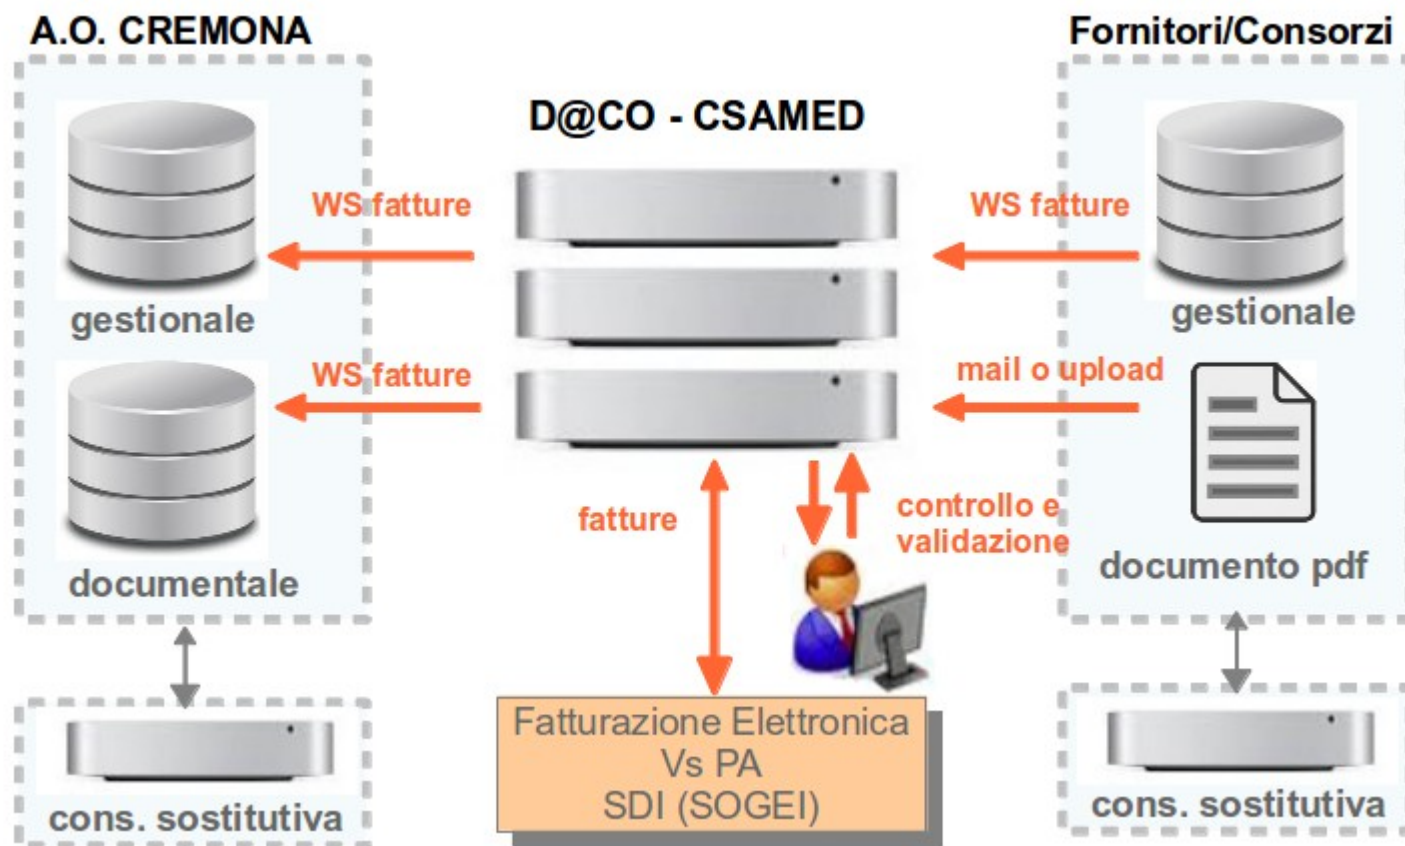 A.O. CREMONA
Fornitori/Consorzi
D@CO - CSAMED
WS fatture
WS fatture
gestionale
gestionale
WS fatture
mail o upload
fatture
controllo e
validazione
documentale
documento pdf
Fatturazione Elettronica
Vs PA
SDI (SOGEI)
cons. sostitutiva
cons. sostitutiva